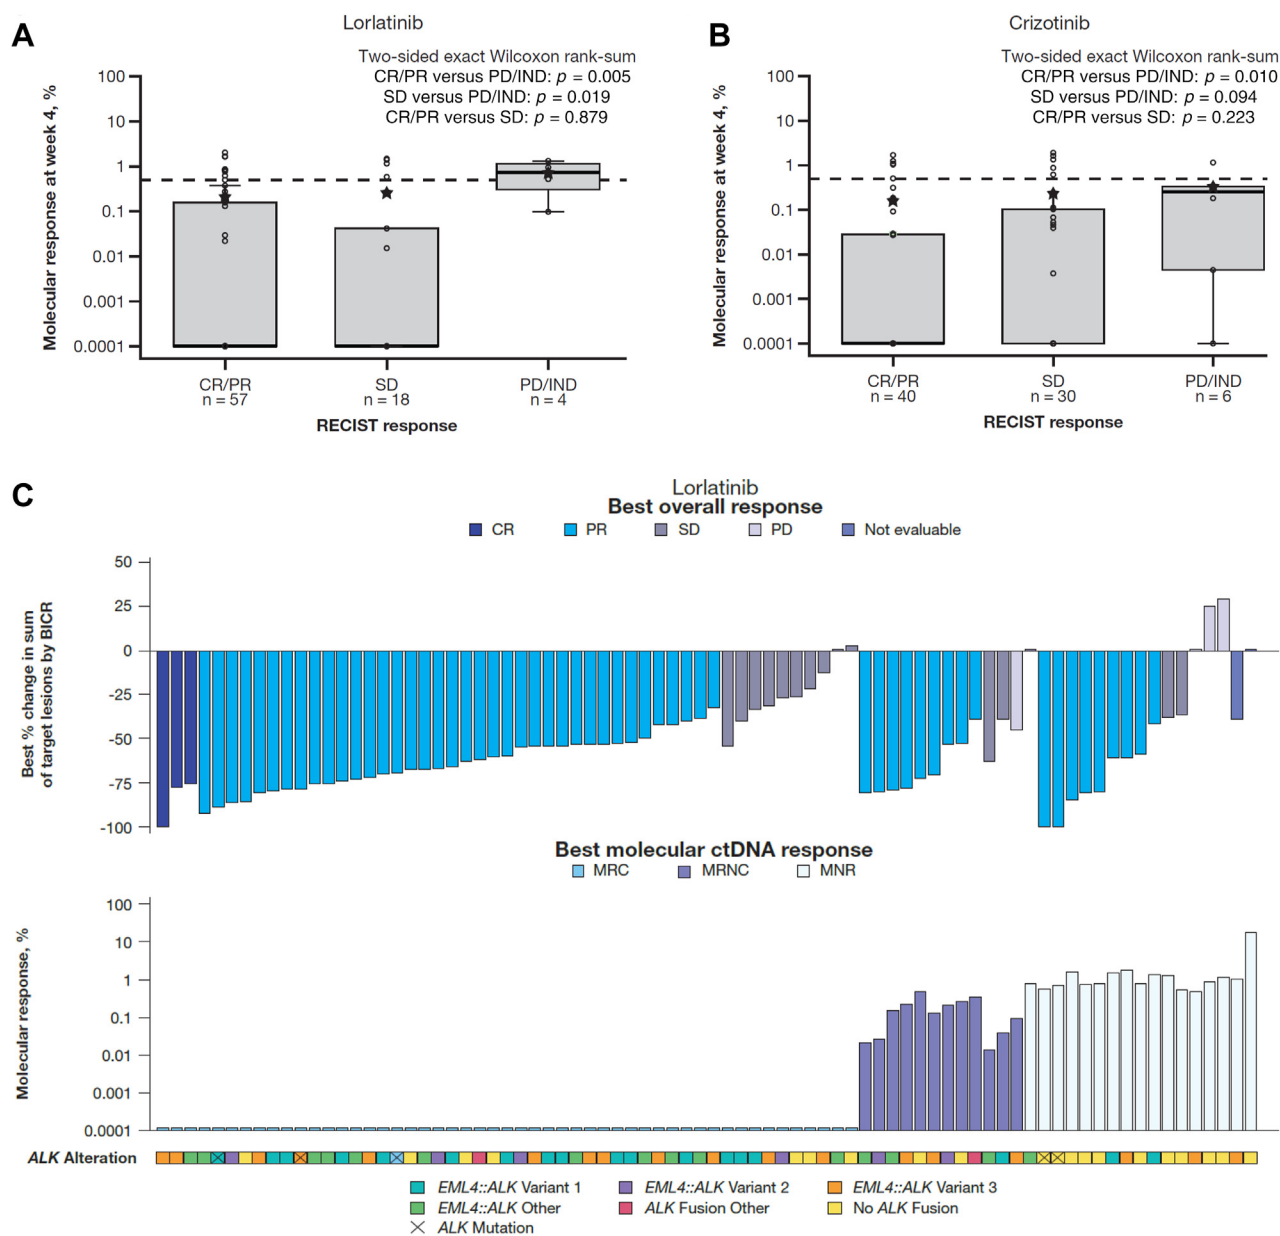 A
Lorlatinib
Two-sided exact Wilcoxon rank-sum
CR/PR versus PD/IND: p = 0.005
SD versus PD/IND: p = 0.019
CR/PR versus SD: p = 0.879
Molecular response at week 4, %
100
10
1
0.1
0.01
0.001
0.0001
CR/PR
n = 57
SD
n = 18
PD/IND
n = 4
RECIST response
B
Crizotinib
Two-sided exact Wilcoxon rank-sum
CR/PR versus PD/IND: p = 0.010
SD versus PD/IND: p = 0.094
CR/PR versus SD: p = 0.223
Molecular response at week 4, %
100
10
1
0.1
0.01
0.001
0.0001
CR/PR
n = 40
SD
n = 30
PD/IND
n = 6
RECIST response
C
Lorlatinib
Best overall response
CR PR SD PD Not evaluable
Best % change in sum
of target lesions by BICR
50
25
0
-25
-50
-75
-100
Best molecular ctDNA response
MRC MRNC MNR
Molecular response, %
100
10
1
0.1
0.01
0.001
0.0001
ALK Alteration
EML4::ALK Variant 1 EML4::ALK Variant 2 EML4::ALK Variant 3
EML4::ALK Other ALK Fusion Other No ALK Fusion
ALK Mutation